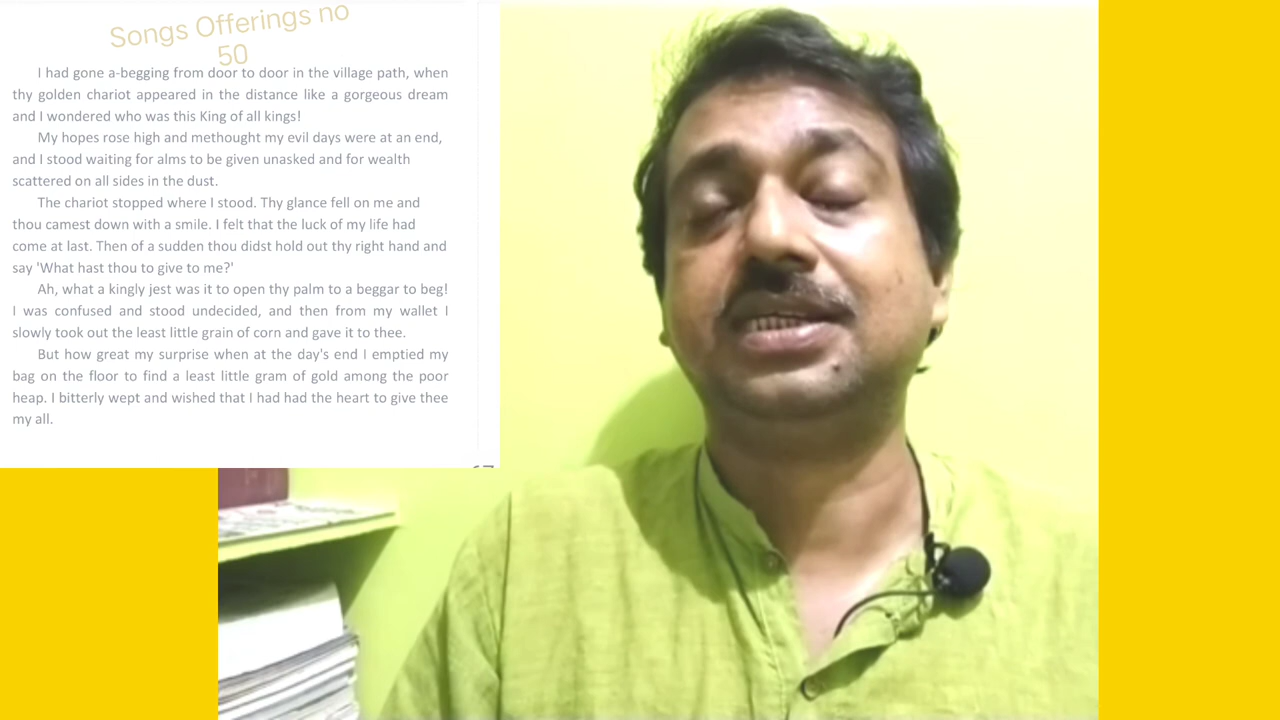 Songs Offerings no
50
I had gone a-begging from door to door in the village path, when
thy golden chariot appeared in the distance like a gorgeous dream
and I wondered who was this King of all kings!
My hopes rose high and methought my evil days were at an end,
and I stood waiting for alms to be given unasked and for wealth
scattered on all sides in the dust.
The chariot stopped where I stood. Thy glance fell on me and
thou camest down with a smile. I felt that the luck of my life had
come at last. Then of a sudden thou didst hold out thy right hand and
say 'What hast thou to give to me?'
Ah, what a kingly jest was it to open thy palm to a beggar to beg!
I was confused and stood undecided, and then from my wallet I
slowly took out the least little grain of corn and gave it to thee.
But how great my surprise when at the day's end I emptied my
bag on the floor to find a least little gram of gold among the poor
heap. I bitterly wept and wished that I had had the heart to give thee
my all.